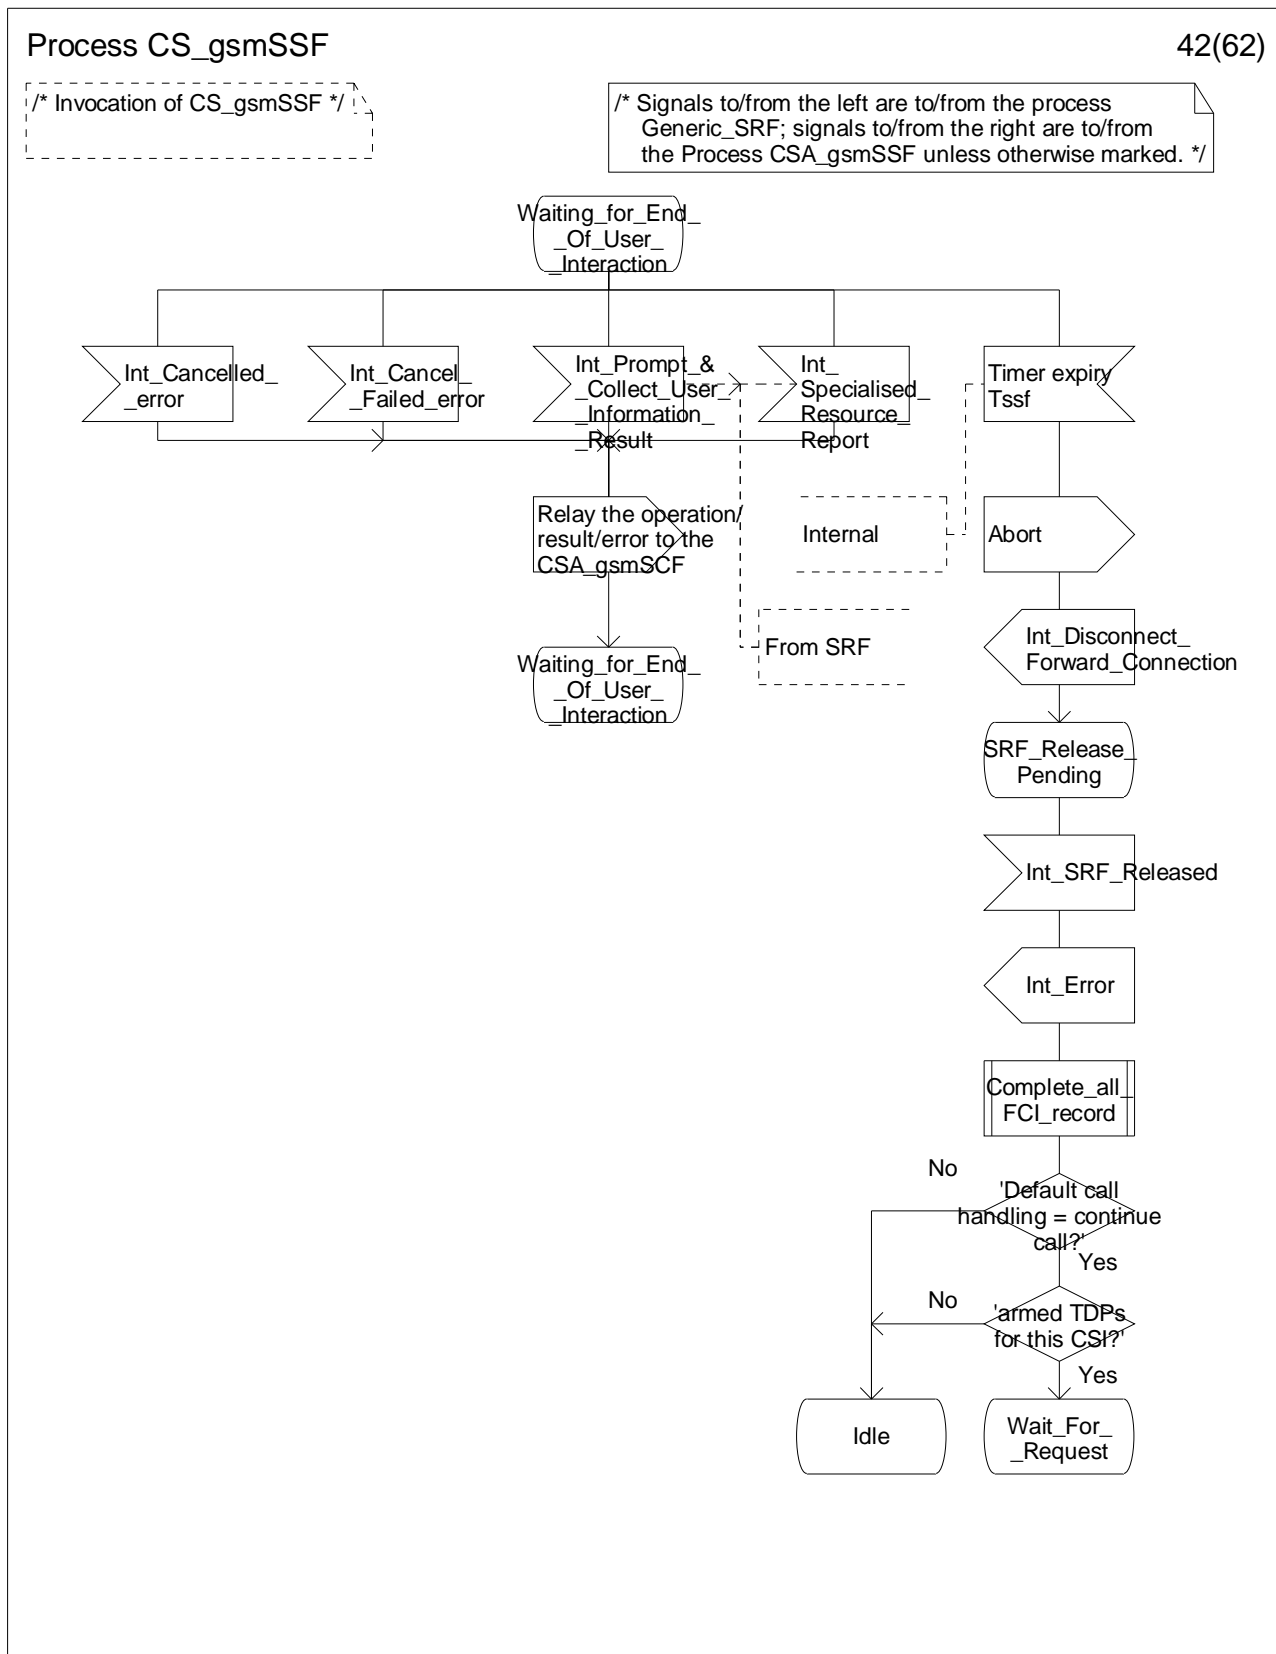 Process CS_gsmSSF
42(62)
/* Invocation of CS_gsmSSF */
/* Signals to/from the left are to/from the process
Generic_SRF; signals to/from the right are to/from
the Process CSA_gsmSSF unless otherwise marked. */
Waiting_for_End_
_Of_User_
_Interaction
Int_Cancelled_
_error
Int_Cancel_
_Failed_error
Int_Prompt_&
_Collect_User_
_Information_
_Result
Int_
Specialised_
Resource_
Report
Timer expiry
Tssf
Relay the operation/
result/error to the
CSA_gsmSCF
Internal
Abort
Waiting_for_End_
_Of_User_
_Interaction
From SRF
Int_Disconnect_
Forward_Connection
SRF_Release_
Pending
Int_SRF_Released
Int_Error
Complete_all_
FCI_record
No
'Default call
handling = continue
call?'
Yes
No
'armed TDPs
for this CSI?'
Yes
Idle
Wait_For_
_Request